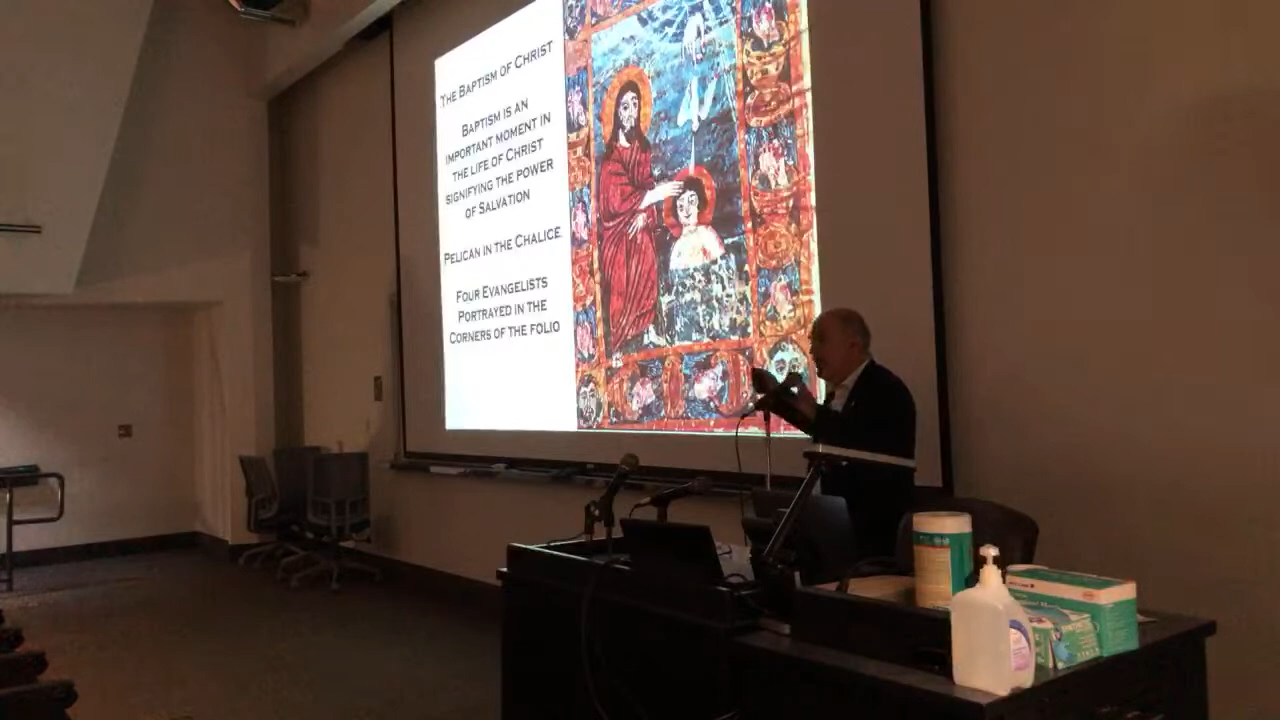 The Baptism of Christ
Baptism is an
important moment in
the life of Christ
signifying the power
of Salvation
Pelican in the Chalice
Four Evangelists
Portrayed in the
Corners of the folio